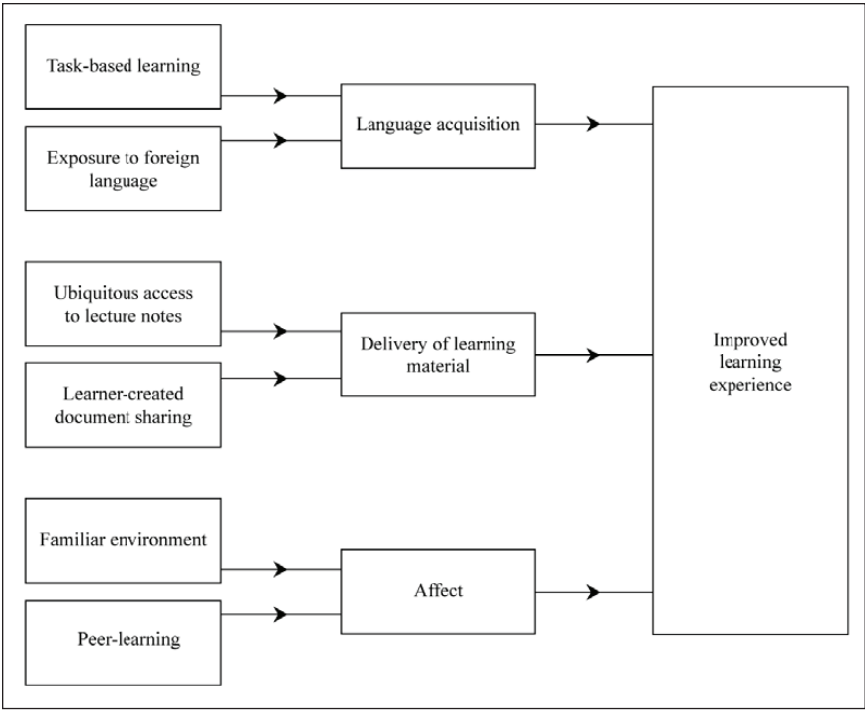 Task-based learning
Exposure to foreign
language
Language acquisition
Ubiquitous access
to lecture notes
Learner-created
document sharing
Delivery of learning
material
Familiar environment
Peer-learning
Affect
Improved
learning
experience